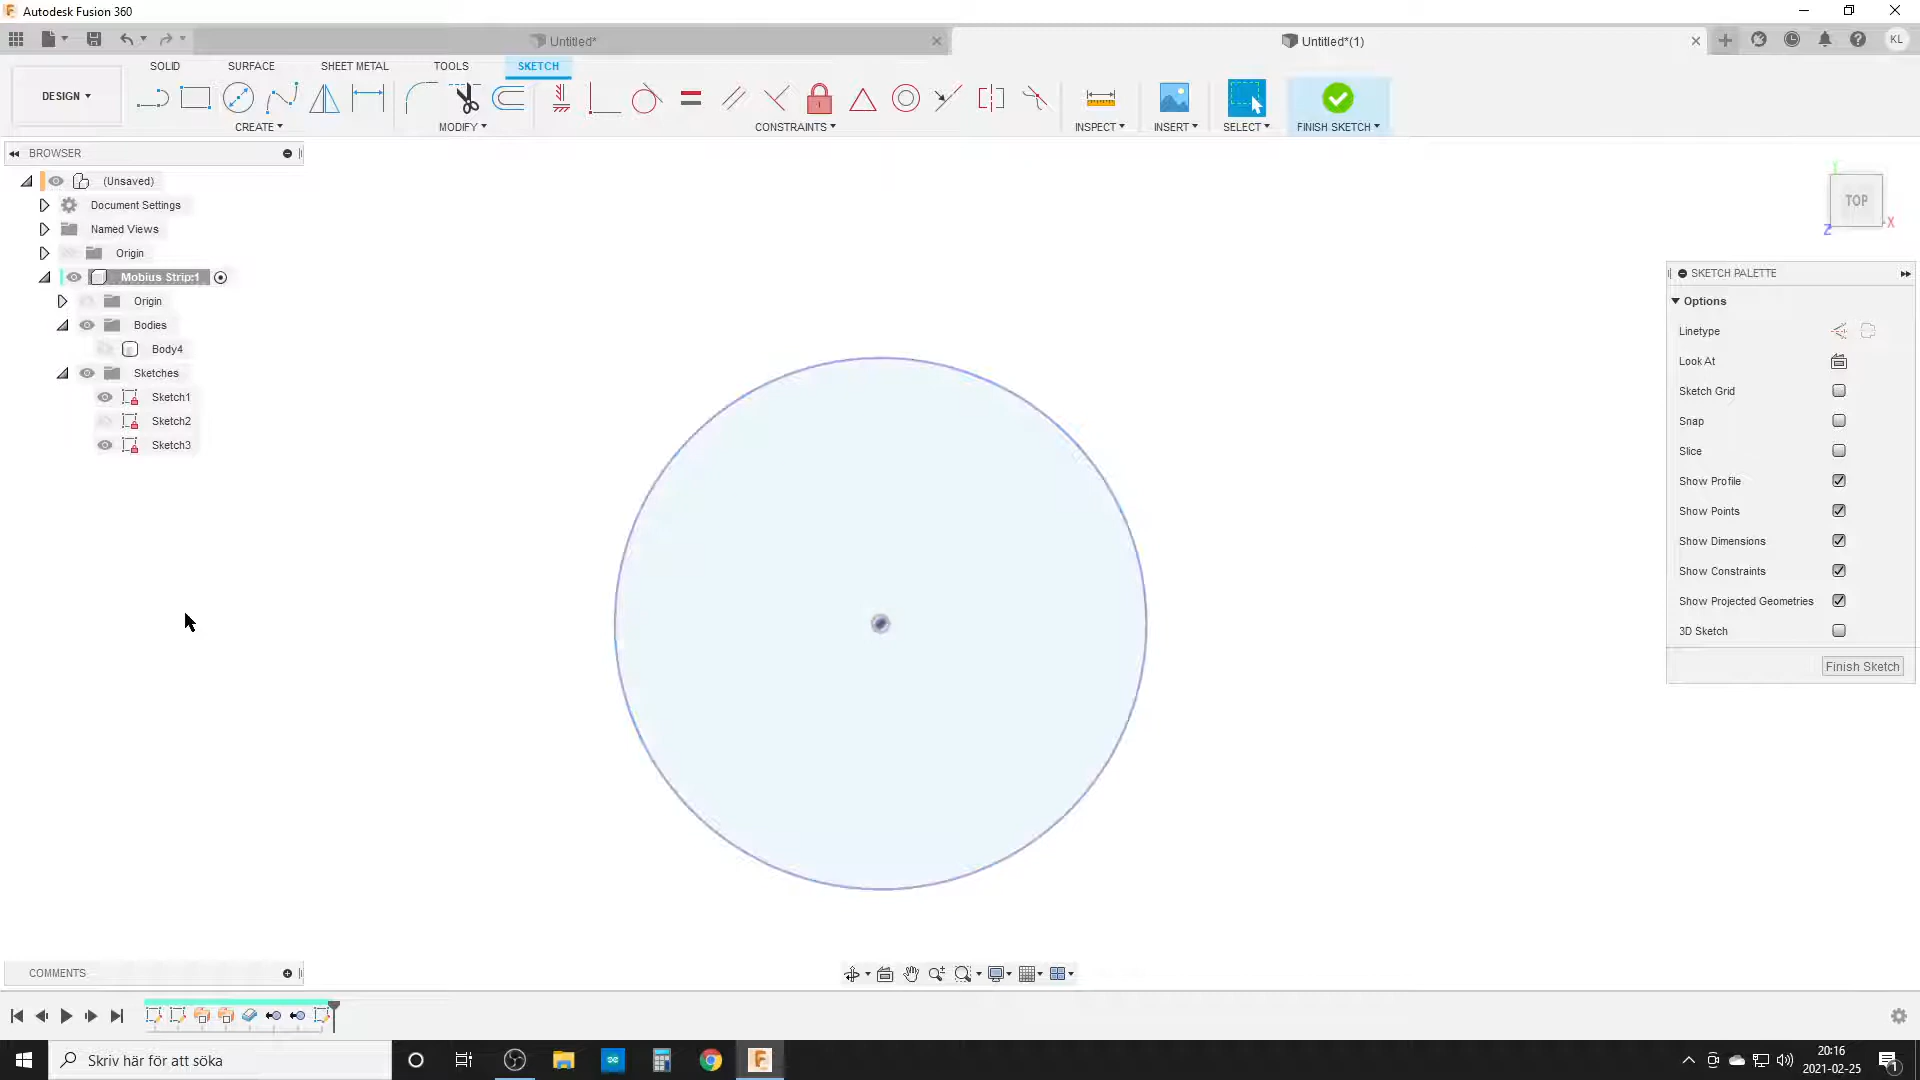 Autodesk Fusion 360
Untitled*
Untitled*(1)
KL
SOLID SURFACE SHEET METAL TOOLS SKETCH
DESIGN
CREATE MODIFY CONSTRAINTS INSPECT INSERT SELECT FINISH SKETCH
BROWSER
(Unsaved)
Document Settings
Named Views
Origin
Mobius Strip:1
Origin
Bodies
Body4
Sketches
Sketch1
Sketch2
Sketch3
Y
TOP
X
Z
SKETCH PALETTE
Options
Linetype
Look At
Sketch Grid
Snap
Slice
Show Profile
Show Points
Show Dimensions
Show Constraints
Show Projected Geometries
3D Sketch
Finish Sketch
COMMENTS
Skriv här för att söka
20:16
2021-02-25
1